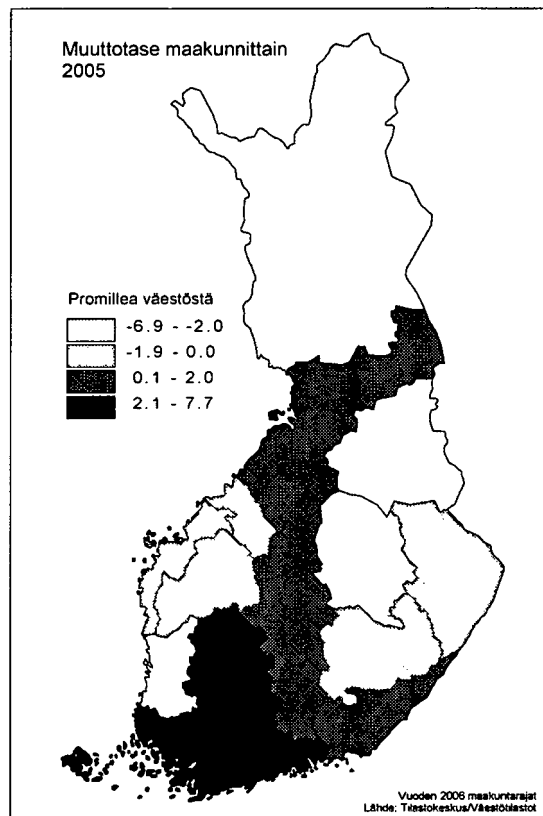 Muuttotase maakunnittain
2005
Promillea väestöstä
-6.9 - -2.0
-1.9 - 0.0
0.1 - 2.0
2.1 - 7.7
Vuoden 2006 maakuntarajat
Lähde: Tilastokeskus/Väestötilastot